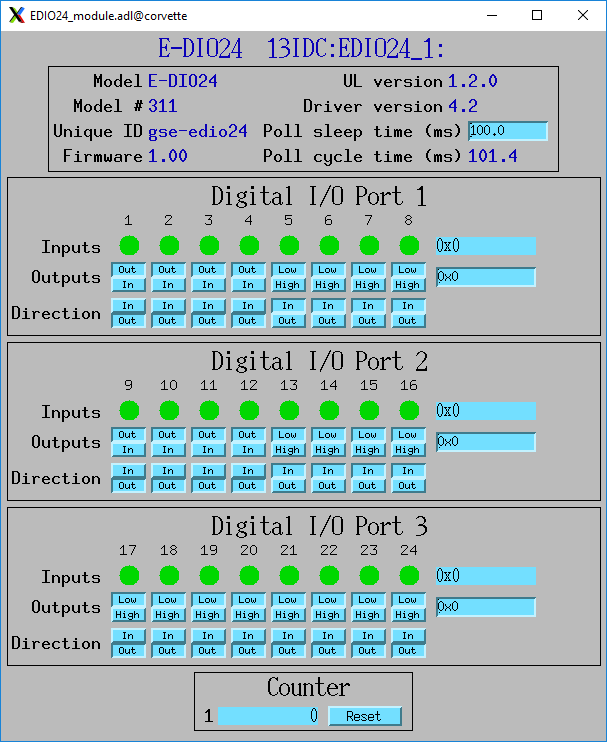 EDIO24_module.adl@corvette
E-DIO24 13IDC:EDIO24_1:
Model E-DIO24 UL version 1.2.0
Model # 311 Driver version 4.2
Unique ID gse-edio24 Poll sleep time (ms) 100.0
Firmware 1.00 Poll cycle time (ms) 101.4
Digital I/O Port 1
1 2 3 4 5 6 7 8
Inputs 0x0
Out Out Out Out Low Low Low Low
Outputs 0x0
In In In In High High High High
In In In In In In In In
Direction
Out Out Out Out Out Out Out Out
Digital I/O Port 2
9 10 11 12 13 14 15 16
Inputs 0x0
Out Out Out Out Low Low Low Low
Outputs 0x0
In In In In High High High High
In In In In In In In In
Direction
Out Out Out Out Out Out Out Out
Digital I/O Port 3
17 18 19 20 21 22 23 24
Inputs 0x0
Low Low Low Low Low Low Low Low
Outputs 0x0
High High High High High High High High
In In In In In In In In
Direction
Out Out Out Out Out Out Out Out
Counter
1 0 Reset